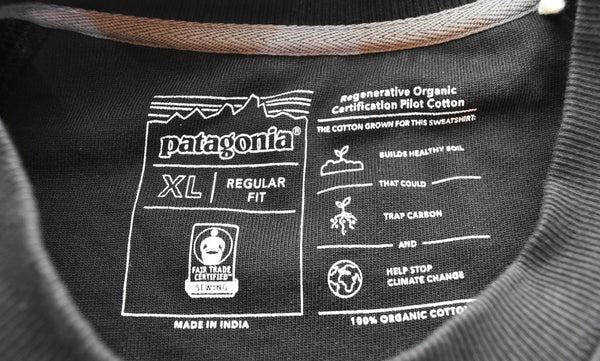 patagonia®
XL
REGULAR
FIT
FAIR TRADE
CERTIFIED™
SEWING
MADE IN INDIA
Regenerative Organic
Certification Pilot Cotton
THE COTTON GROWN FOR THIS SWEATSHIRT:
BUILDS HEALTHY SOIL
THAT COULD
TRAP CARBON
AND
HELP STOP
CLIMATE CHANGE
100% ORGANIC COTTON